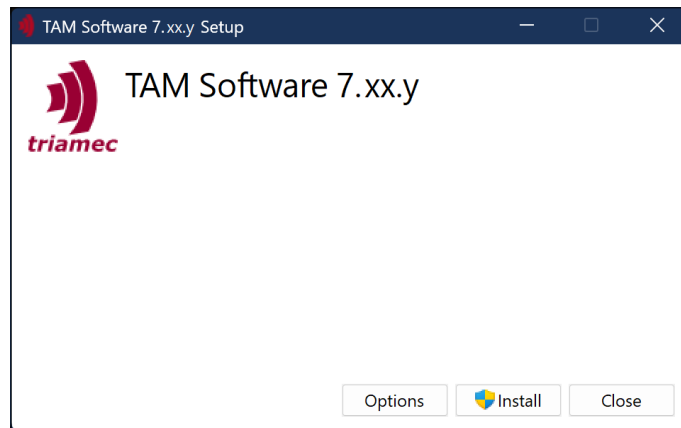 TAM Software 7.xx.y Setup
TAM Software 7.xx.y
triamec
Options
Install
Close